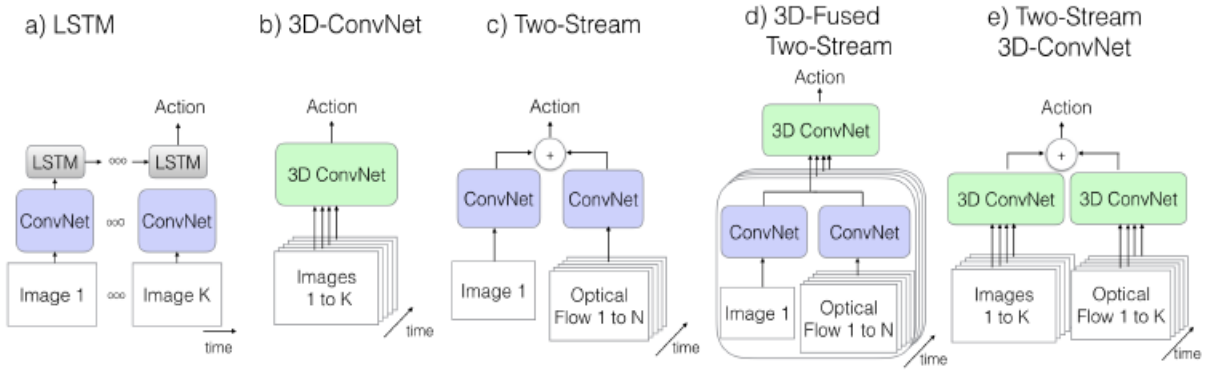 a) LSTM
Action
LSTM
∞
LSTM
ConvNet
∞
ConvNet
Image 1
∞
Image K
time
b) 3D-ConvNet
Action
3D ConvNet
Images
1 to K
time
c) Two-Stream
Action
+
ConvNet
ConvNet
Image 1
Optical
Flow 1 to N
time
d) 3D-Fused
Two-Stream
Action
3D ConvNet
ConvNet
ConvNet
Image 1
Optical
Flow 1 to N
time
e) Two-Stream
3D-ConvNet
Action
+
3D ConvNet
3D ConvNet
Images
1 to K
Optical
Flow 1 to K
time